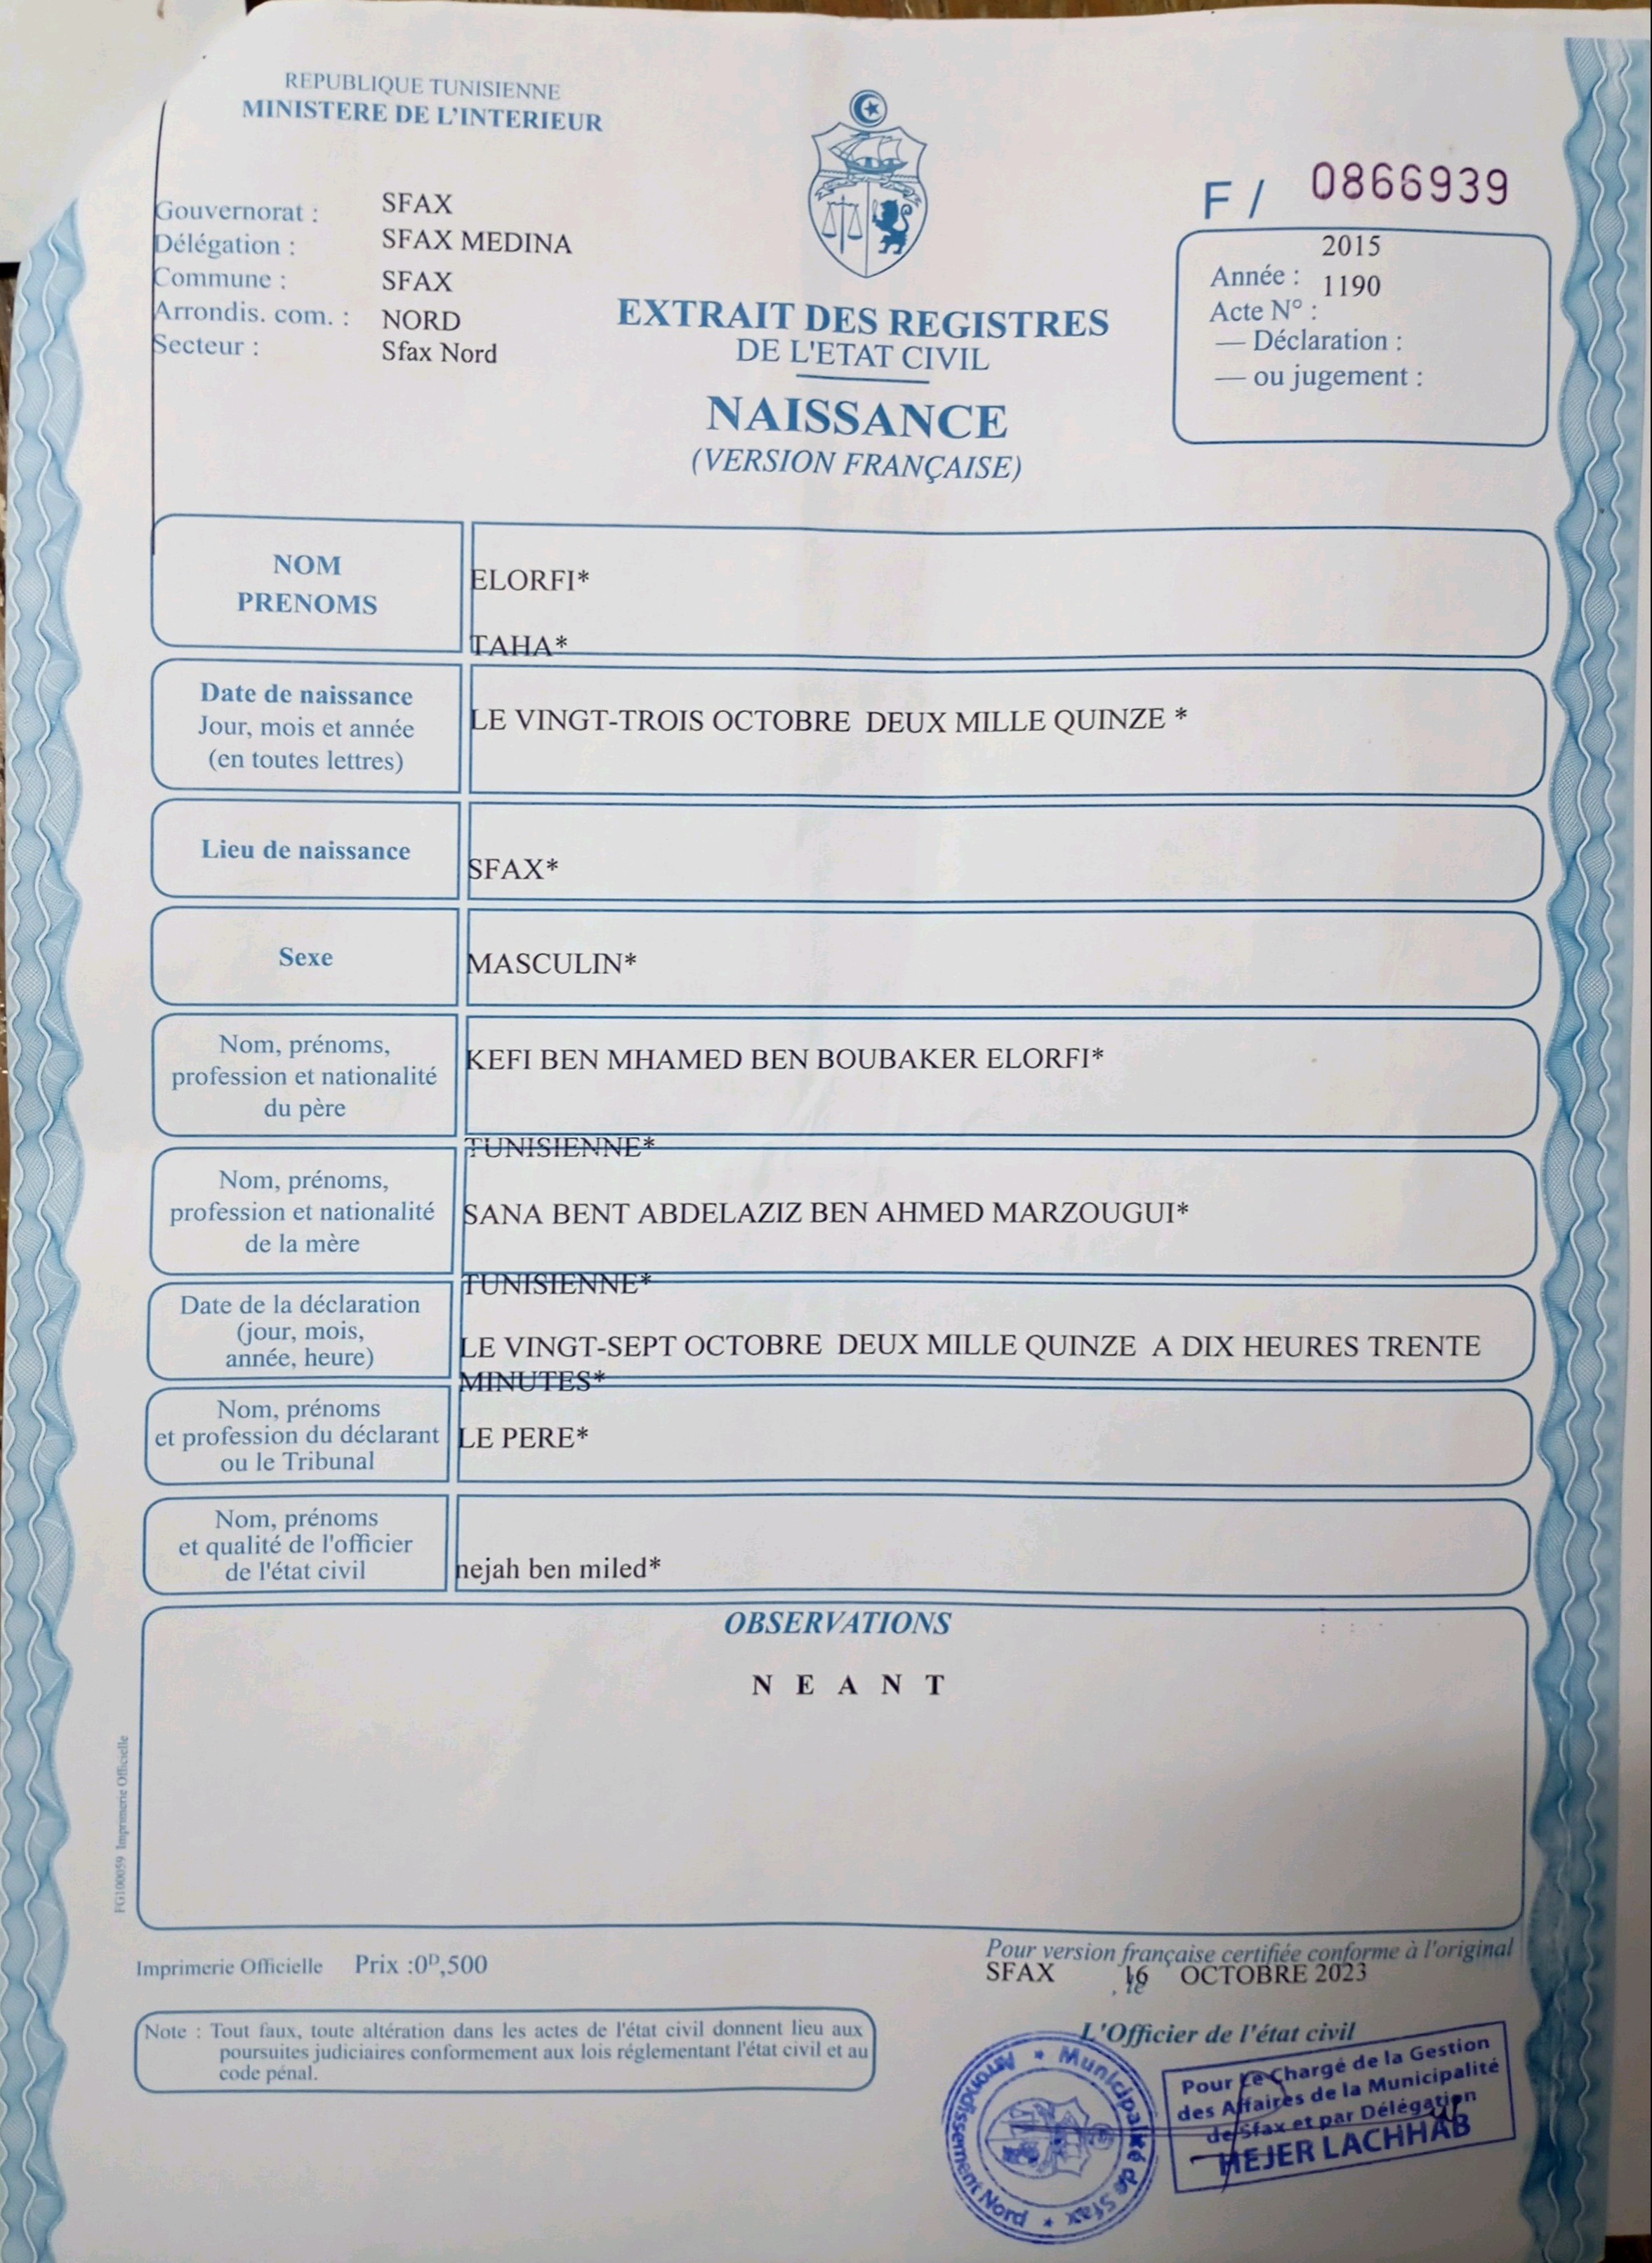 REPUBLIQUE TUNISIENNE
MINISTERE DE L'INTERIEUR
Gouvernorat : SFAX
Délégation : SFAX MEDINA
Commune : SFAX
Arrondis. com. : NORD
Secteur : Sfax Nord
EXTRAIT DES REGISTRES
DE L'ETAT CIVIL
NAISSANCE
(VERSION FRANÇAISE)
F / 0866939
2015
Année :
1190
Acte N° :
— Déclaration :
— ou jugement :
NOM
PRENOMS
ELORFI*
TAHA*
Date de naissance
Jour, mois et année
(en toutes lettres)
LE VINGT-TROIS OCTOBRE DEUX MILLE QUINZE *
Lieu de naissance
SFAX*
Sexe
MASCULIN*
Nom, prénoms,
profession et nationalité
du père
KEFI BEN MHAMED BEN BOUBAKER ELORFI*
TUNISIENNE*
Nom, prénoms,
profession et nationalité
de la mère
SANA BENT ABDELAZIZ BEN AHMED MARZOUGUI*
TUNISIENNE*
Date de la déclaration
(jour, mois,
année, heure)
LE VINGT-SEPT OCTOBRE DEUX MILLE QUINZE A DIX HEURES TRENTE
MINUTES*
Nom, prénoms
et profession du déclarant
ou le Tribunal
LE PERE*
Nom, prénoms
et qualité de l'officier
de l'état civil
nejah ben miled*
OBSERVATIONS
N E A N T
FG100059 Imprimerie Officielle
Imprimerie Officielle Prix :0D,500
Pour version française certifiée conforme à l'original
SFAX , le 16 OCTOBRE 2023
L'Officier de l'état civil
Note : Tout faux, toute altération dans les actes de l'état civil donnent lieu aux
poursuites judiciaires conformement aux lois réglementant l'état civil et au
code pénal.
Municipalité de Sfax * Arrondissement Nord *
Pour Le Chargé de la Gestion
des Affaires de la Municipalité
de Sfax et par Délégation
HEJER LACHHAB